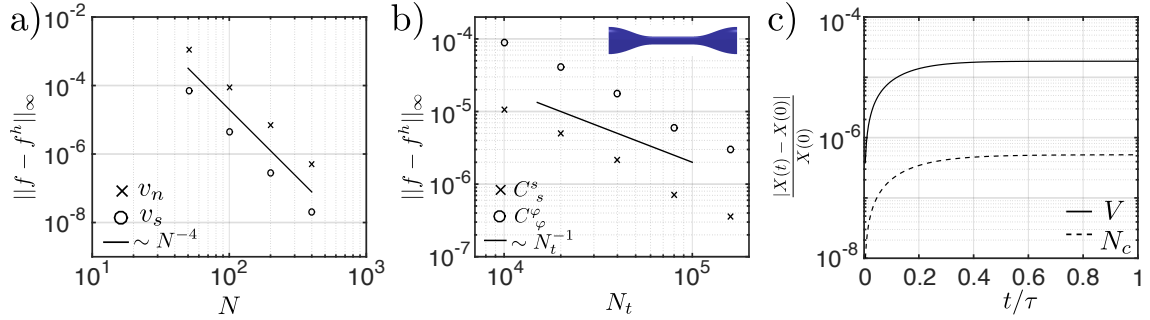 a)
10^{-2}
10^{-4}
10^{-6}
10^{-8}
||f − f^h||_∞
× v_n
○ v_s
— ∼ N^{−4}
10^1
10^2
10^3
N
b)
10^{-4}
10^{-5}
10^{-6}
10^{-7}
||f − f^h||_∞
× C^s_s
○ C^φ_φ
— ∼ N_t^{−1}
10^4
10^5
N_t
c)
10^{-4}
10^{-6}
10^{-8}
|X(t) − X(0)|
X(0)
— V
--- N_c
0
0.2
0.4
0.6
0.8
1
t/τ